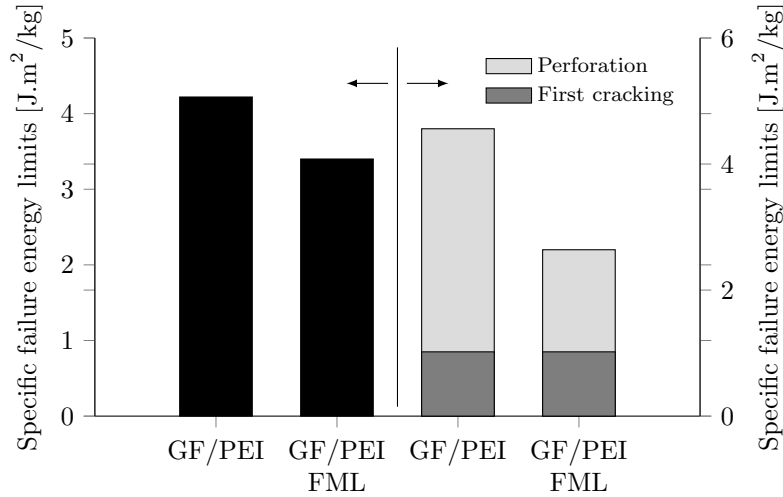 Specific failure energy limits [J.m²/kg]
5
4
3
2
1
0
Perforation
First cracking
6
4
2
0
Specific failure energy limits [J.m²/kg]
GF/PEI
GF/PEI
FML
GF/PEI
GF/PEI
FML